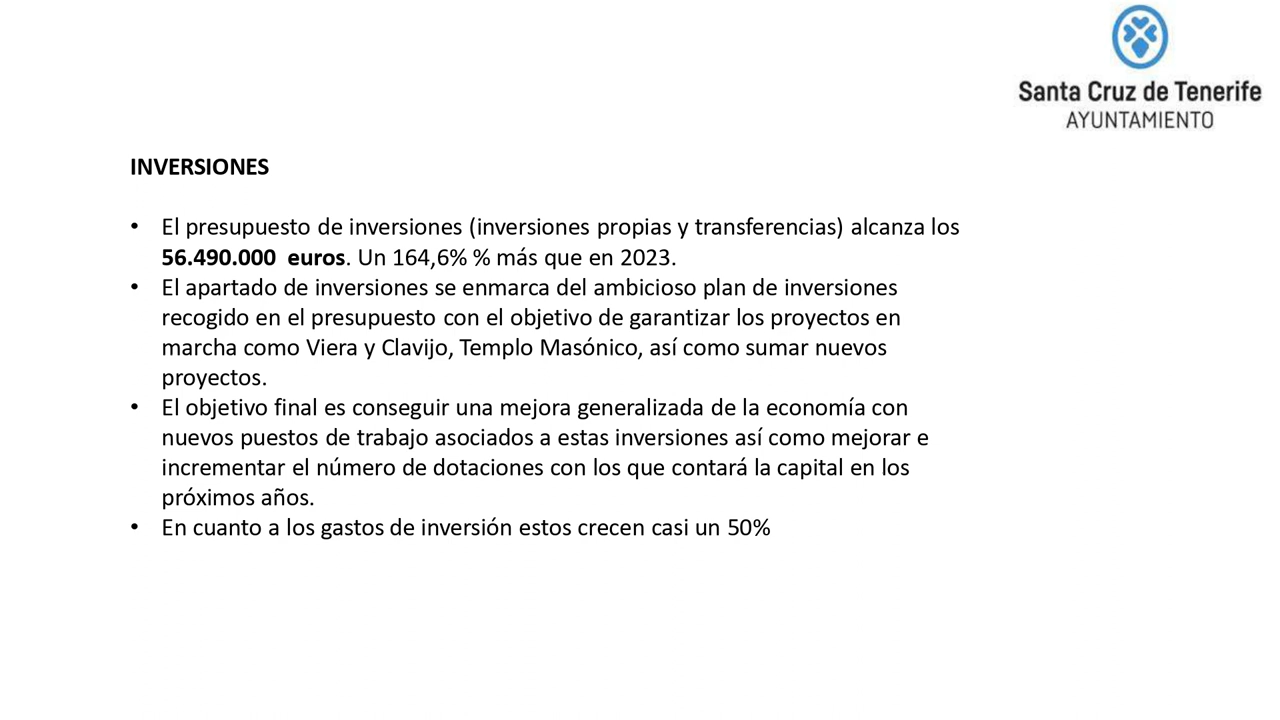 Santa Cruz de Tenerife
AYUNTAMIENTO
INVERSIONES
• El presupuesto de inversiones (inversiones propias y transferencias) alcanza los
56.490.000  euros. Un 164,6% % más que en 2023.
• El apartado de inversiones se enmarca del ambicioso plan de inversiones
recogido en el presupuesto con el objetivo de garantizar los proyectos en
marcha como Viera y Clavijo, Templo Masónico, así como sumar nuevos
proyectos.
• El objetivo final es conseguir una mejora generalizada de la economía con
nuevos puestos de trabajo asociados a estas inversiones así como mejorar e
incrementar el número de dotaciones con los que contará la capital en los
próximos años.
• En cuanto a los gastos de inversión estos crecen casi un 50%